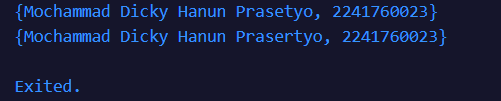 {Mochammad Dicky Hanun Prasetyo, 2241760023}
{Mochammad Dicky Hanun Prasertyo, 2241760023}
Exited.